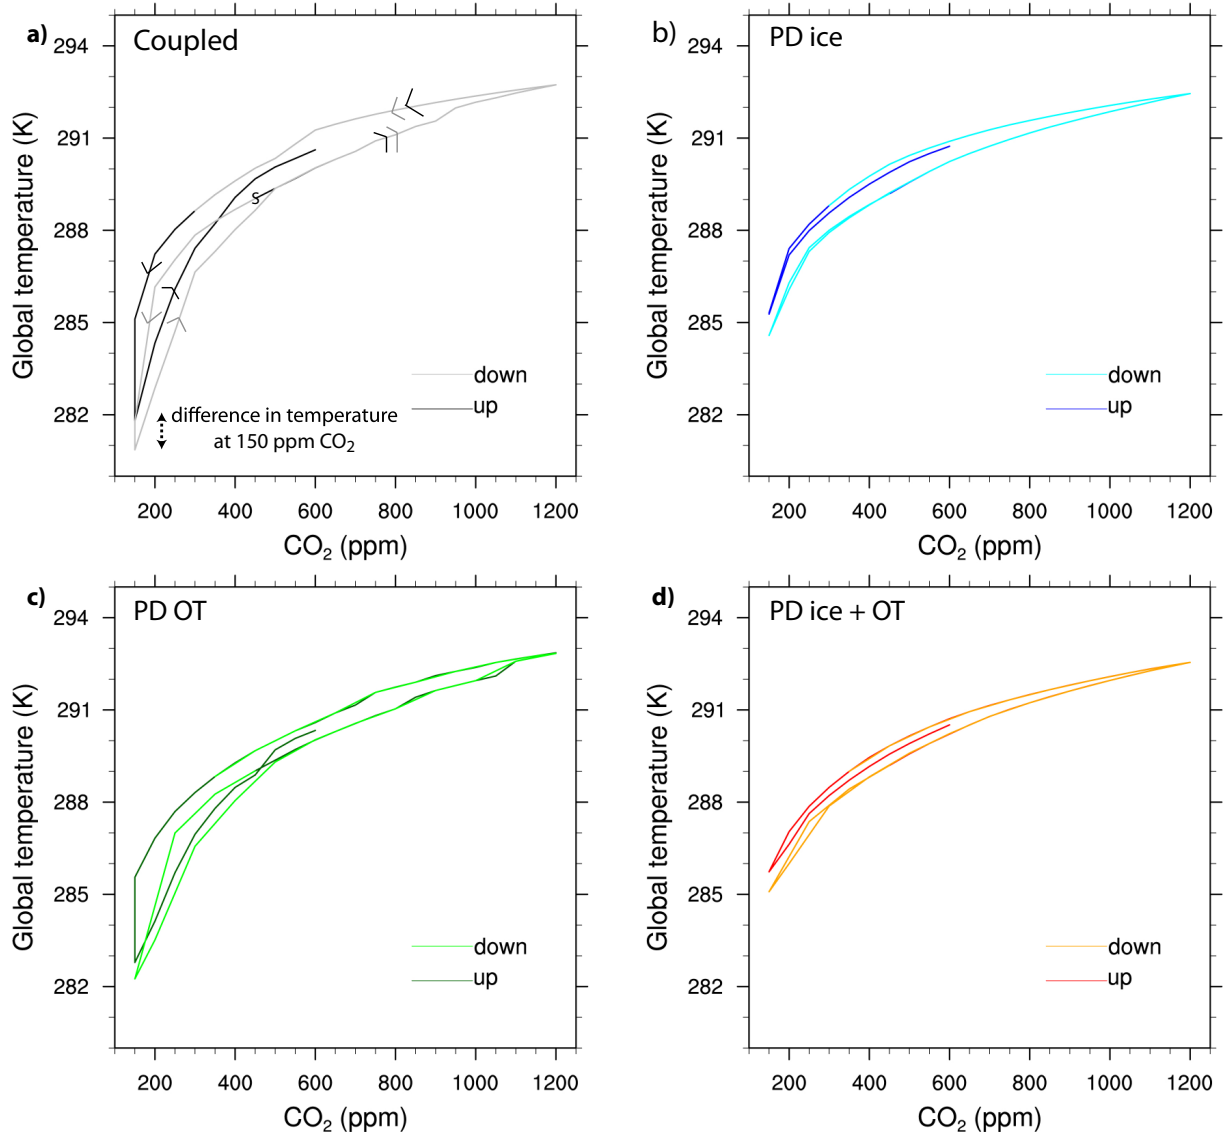 a)
Coupled
294
291
288
285
282
Global temperature (K)
S
down
up
difference in temperature
at 150 ppm CO2
200 400 600 800 1000 1200
CO2 (ppm)
b)
PD ice
294
291
288
285
282
Global temperature (K)
down
up
200 400 600 800 1000 1200
CO2 (ppm)
c)
PD OT
294
291
288
285
282
Global temperature (K)
down
up
200 400 600 800 1000 1200
CO2 (ppm)
d)
PD ice + OT
294
291
288
285
282
Global temperature (K)
down
up
200 400 600 800 1000 1200
CO2 (ppm)